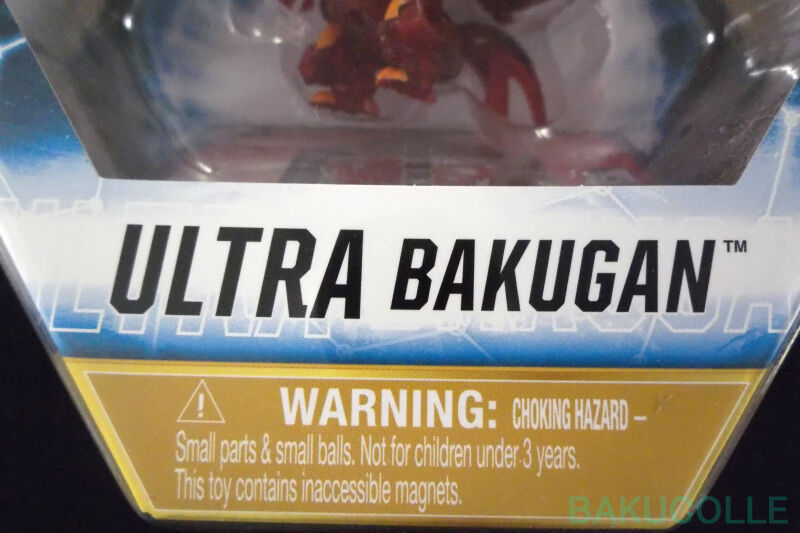 ULTRA BAKUGAN™
WARNING: CHOKING HAZARD –
Small parts & small balls. Not for children under 3 years.
This toy contains inaccessible magnets.
BAKUGOLLE